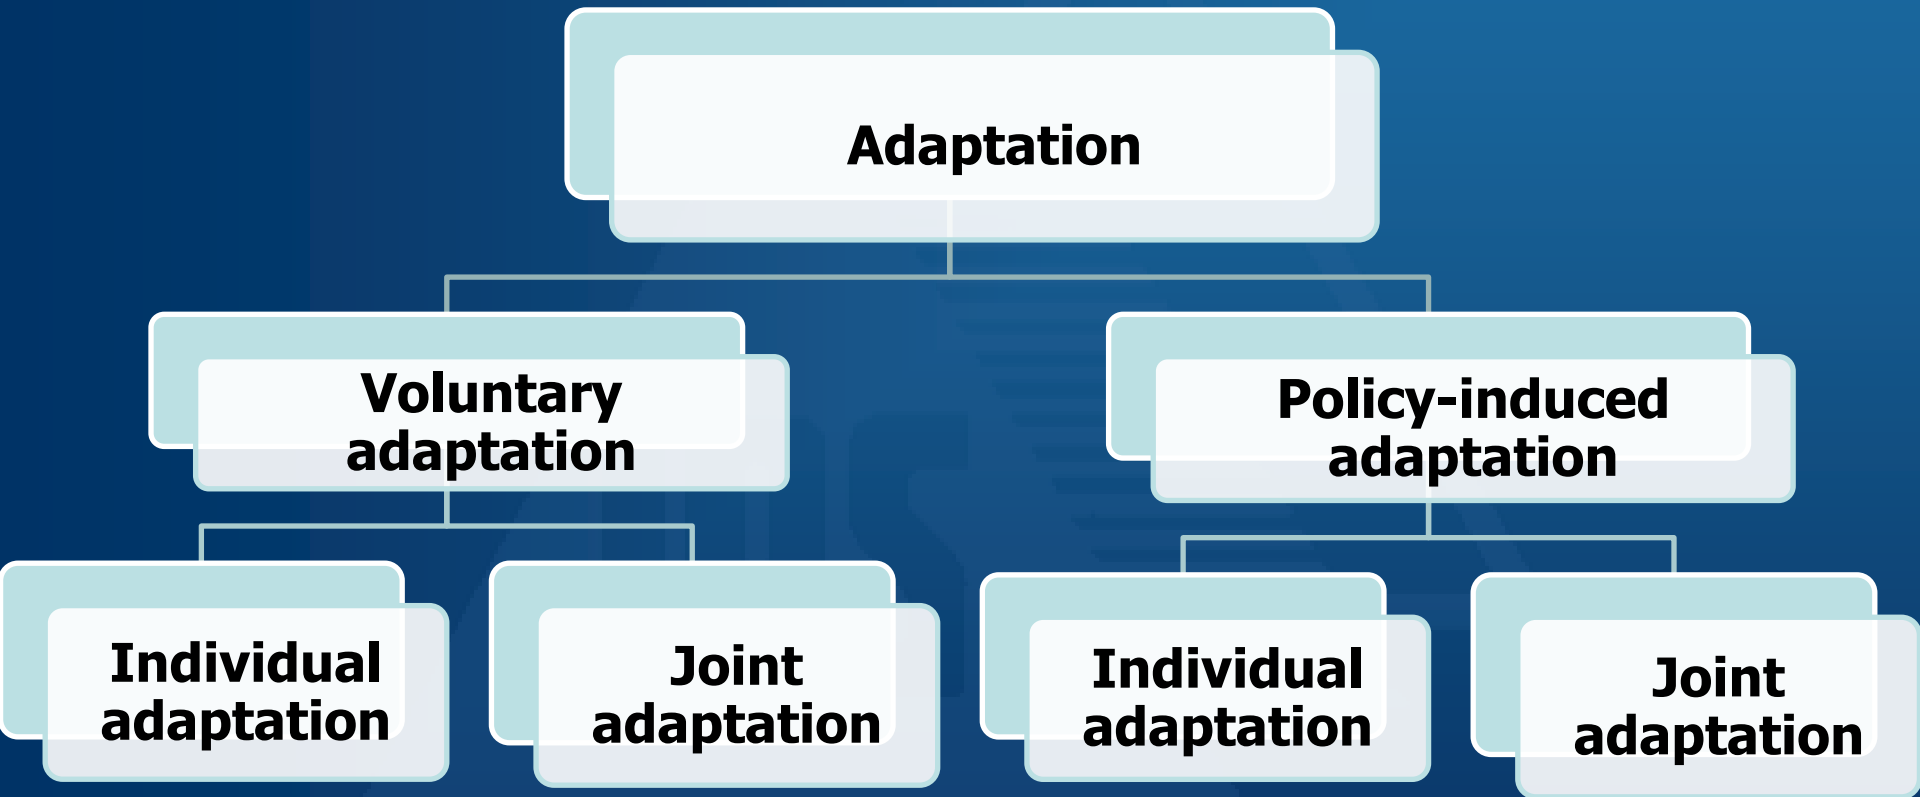 Adaptation
Voluntary
adaptation
Policy-induced
adaptation
Individual
adaptation
Joint
adaptation
Individual
adaptation
Joint
adaptation